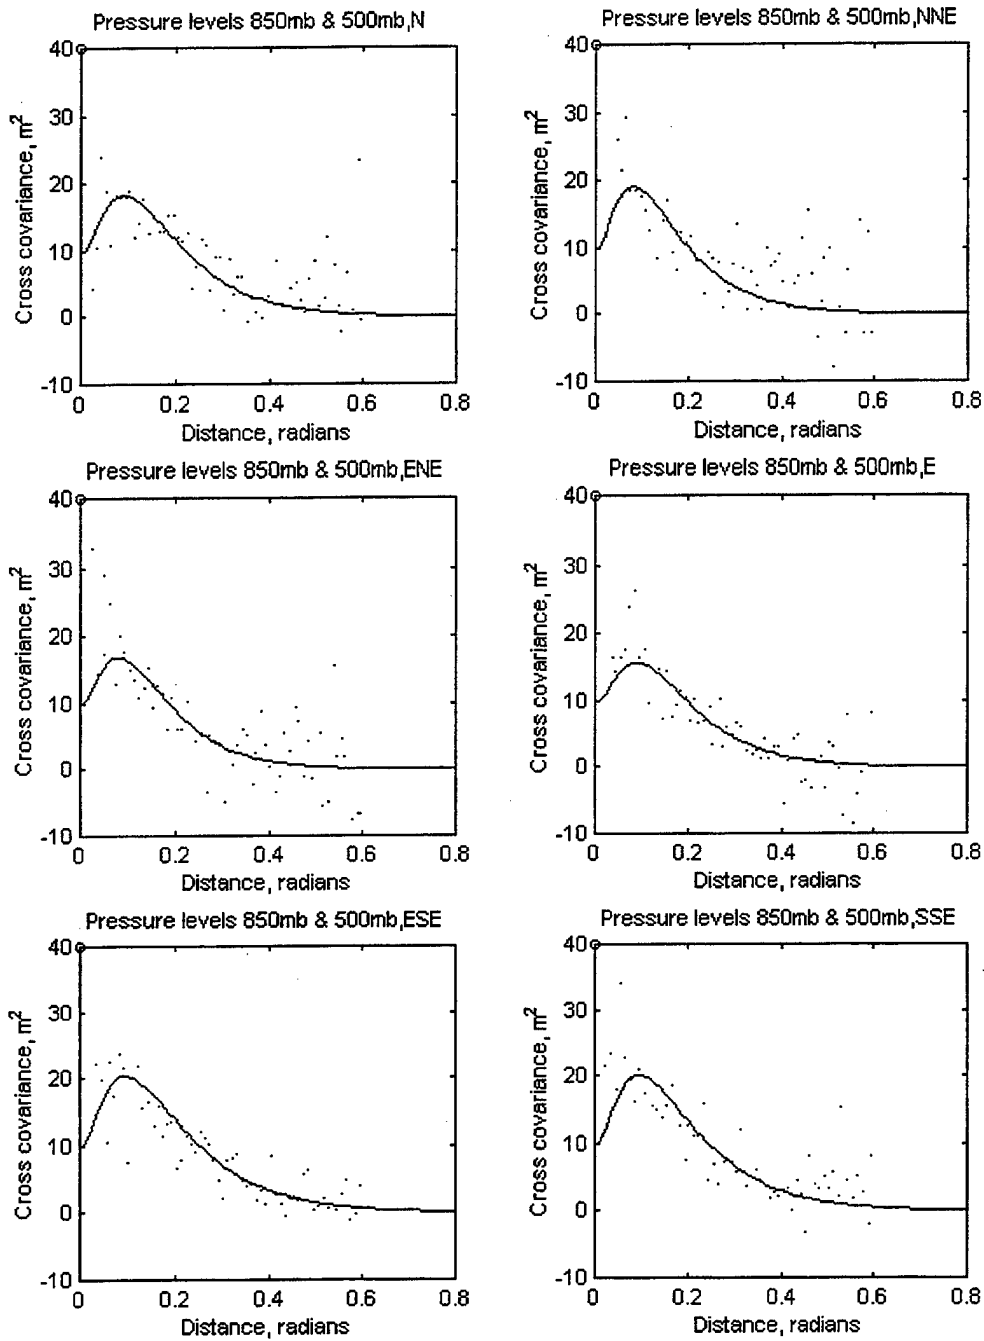 Pressure levels 850mb & 500mb,N
40
30
20
10
0
-10
Cross covariance, m²
0 0.2 0.4 0.6 0.8
Distance, radians
Pressure levels 850mb & 500mb,NNE
40
30
20
10
0
-10
Cross covariance, m²
0 0.2 0.4 0.6 0.8
Distance, radians
Pressure levels 850mb & 500mb,ENE
40
30
20
10
0
-10
Cross covariance, m²
0 0.2 0.4 0.6 0.8
Distance, radians
Pressure levels 850mb & 500mb,E
40
30
20
10
0
-10
Cross covariance, m²
0 0.2 0.4 0.6 0.8
Distance, radians
Pressure levels 850mb & 500mb,ESE
40
30
20
10
0
-10
Cross covariance, m²
0 0.2 0.4 0.6 0.8
Distance, radians
Pressure levels 850mb & 500mb,SSE
40
30
20
10
0
-10
Cross covariance, m²
0 0.2 0.4 0.6 0.8
Distance, radians